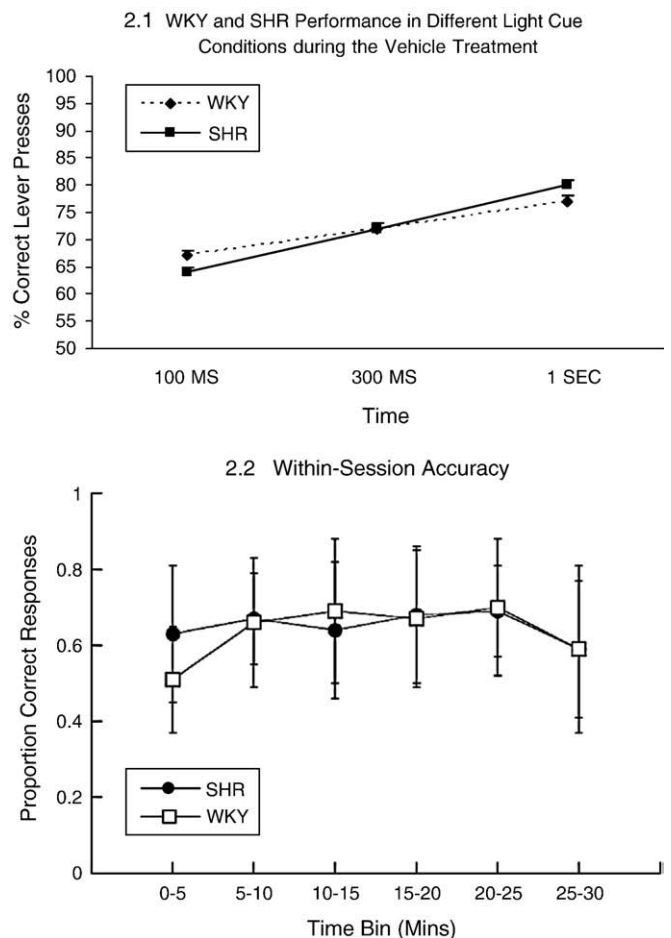 2.1 WKY and SHR Performance in Different Light Cue
Conditions during the Vehicle Treatment
100
95
90
85
80
75
70
65
60
55
50
% Correct Lever Presses
WKY
SHR
100 MS
300 MS
1 SEC
Time
2.2 Within-Session Accuracy
1
0.8
0.6
0.4
0.2
0
Proportion Correct Responses
SHR
WKY
0-5
5-10
10-15
15-20
20-25
25-30
Time Bin (Mins)